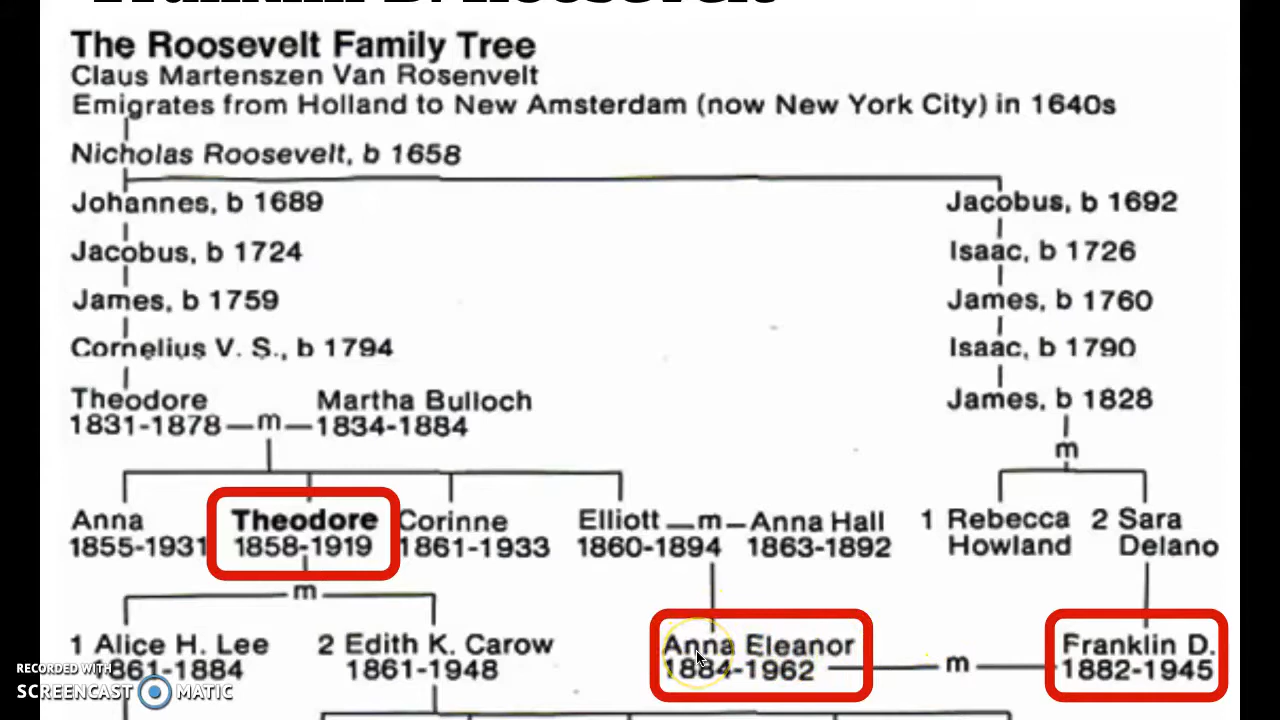 Franklin D. Roosevelt
The Roosevelt Family Tree
Claus Martenszen Van Rosenvelt
Emigrates from Holland to New Amsterdam (now New York City) in 1640s
Nicholas Roosevelt, b 1658
Johannes, b 1689 Jacobus, b 1692
Jacobus, b 1724 Isaac, b 1726
James, b 1759 James, b 1760
Cornelius V. S., b 1794 Isaac, b 1790
Theodore Martha Bulloch James, b 1828
1831-1878 m 1834-1884
m
Anna Theodore Corinne Elliott m Anna Hall 1 Rebecca 2 Sara
1855-1931 1858-1919 1861-1933 1860-1894 1863-1892 Howland Delano
m
1 Alice H. Lee 2 Edith K. Carow Anna Eleanor Franklin D.
1861-1884 1861-1948 1884-1962 m 1882-1945
RECORDED WITH
SCREENCAST MATIC